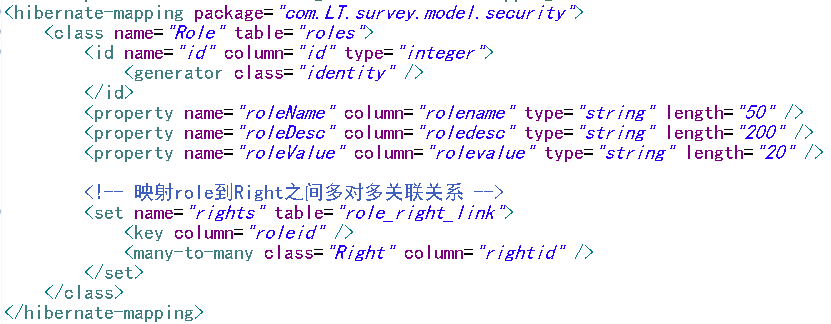 <hibernate-mapping package="com.LT.survey.model.security">
<class name="Role" table="roles">
<id name="id" column="id" type="integer">
<generator class="identity" />
</id>
<property name="roleName" column="rolename" type="string" length="50" />
<property name="roleDesc" column="roledesc" type="string" length="200" />
<property name="roleValue" column="rolevalue" type="string" length="20" />
<!-- 映射role到Right之间多对多关联关系 -->
<set name="rights" table="role_right_link">
<key column="roleid" />
<many-to-many class="Right" column="rightid" />
</set>
</class>
</hibernate-mapping>